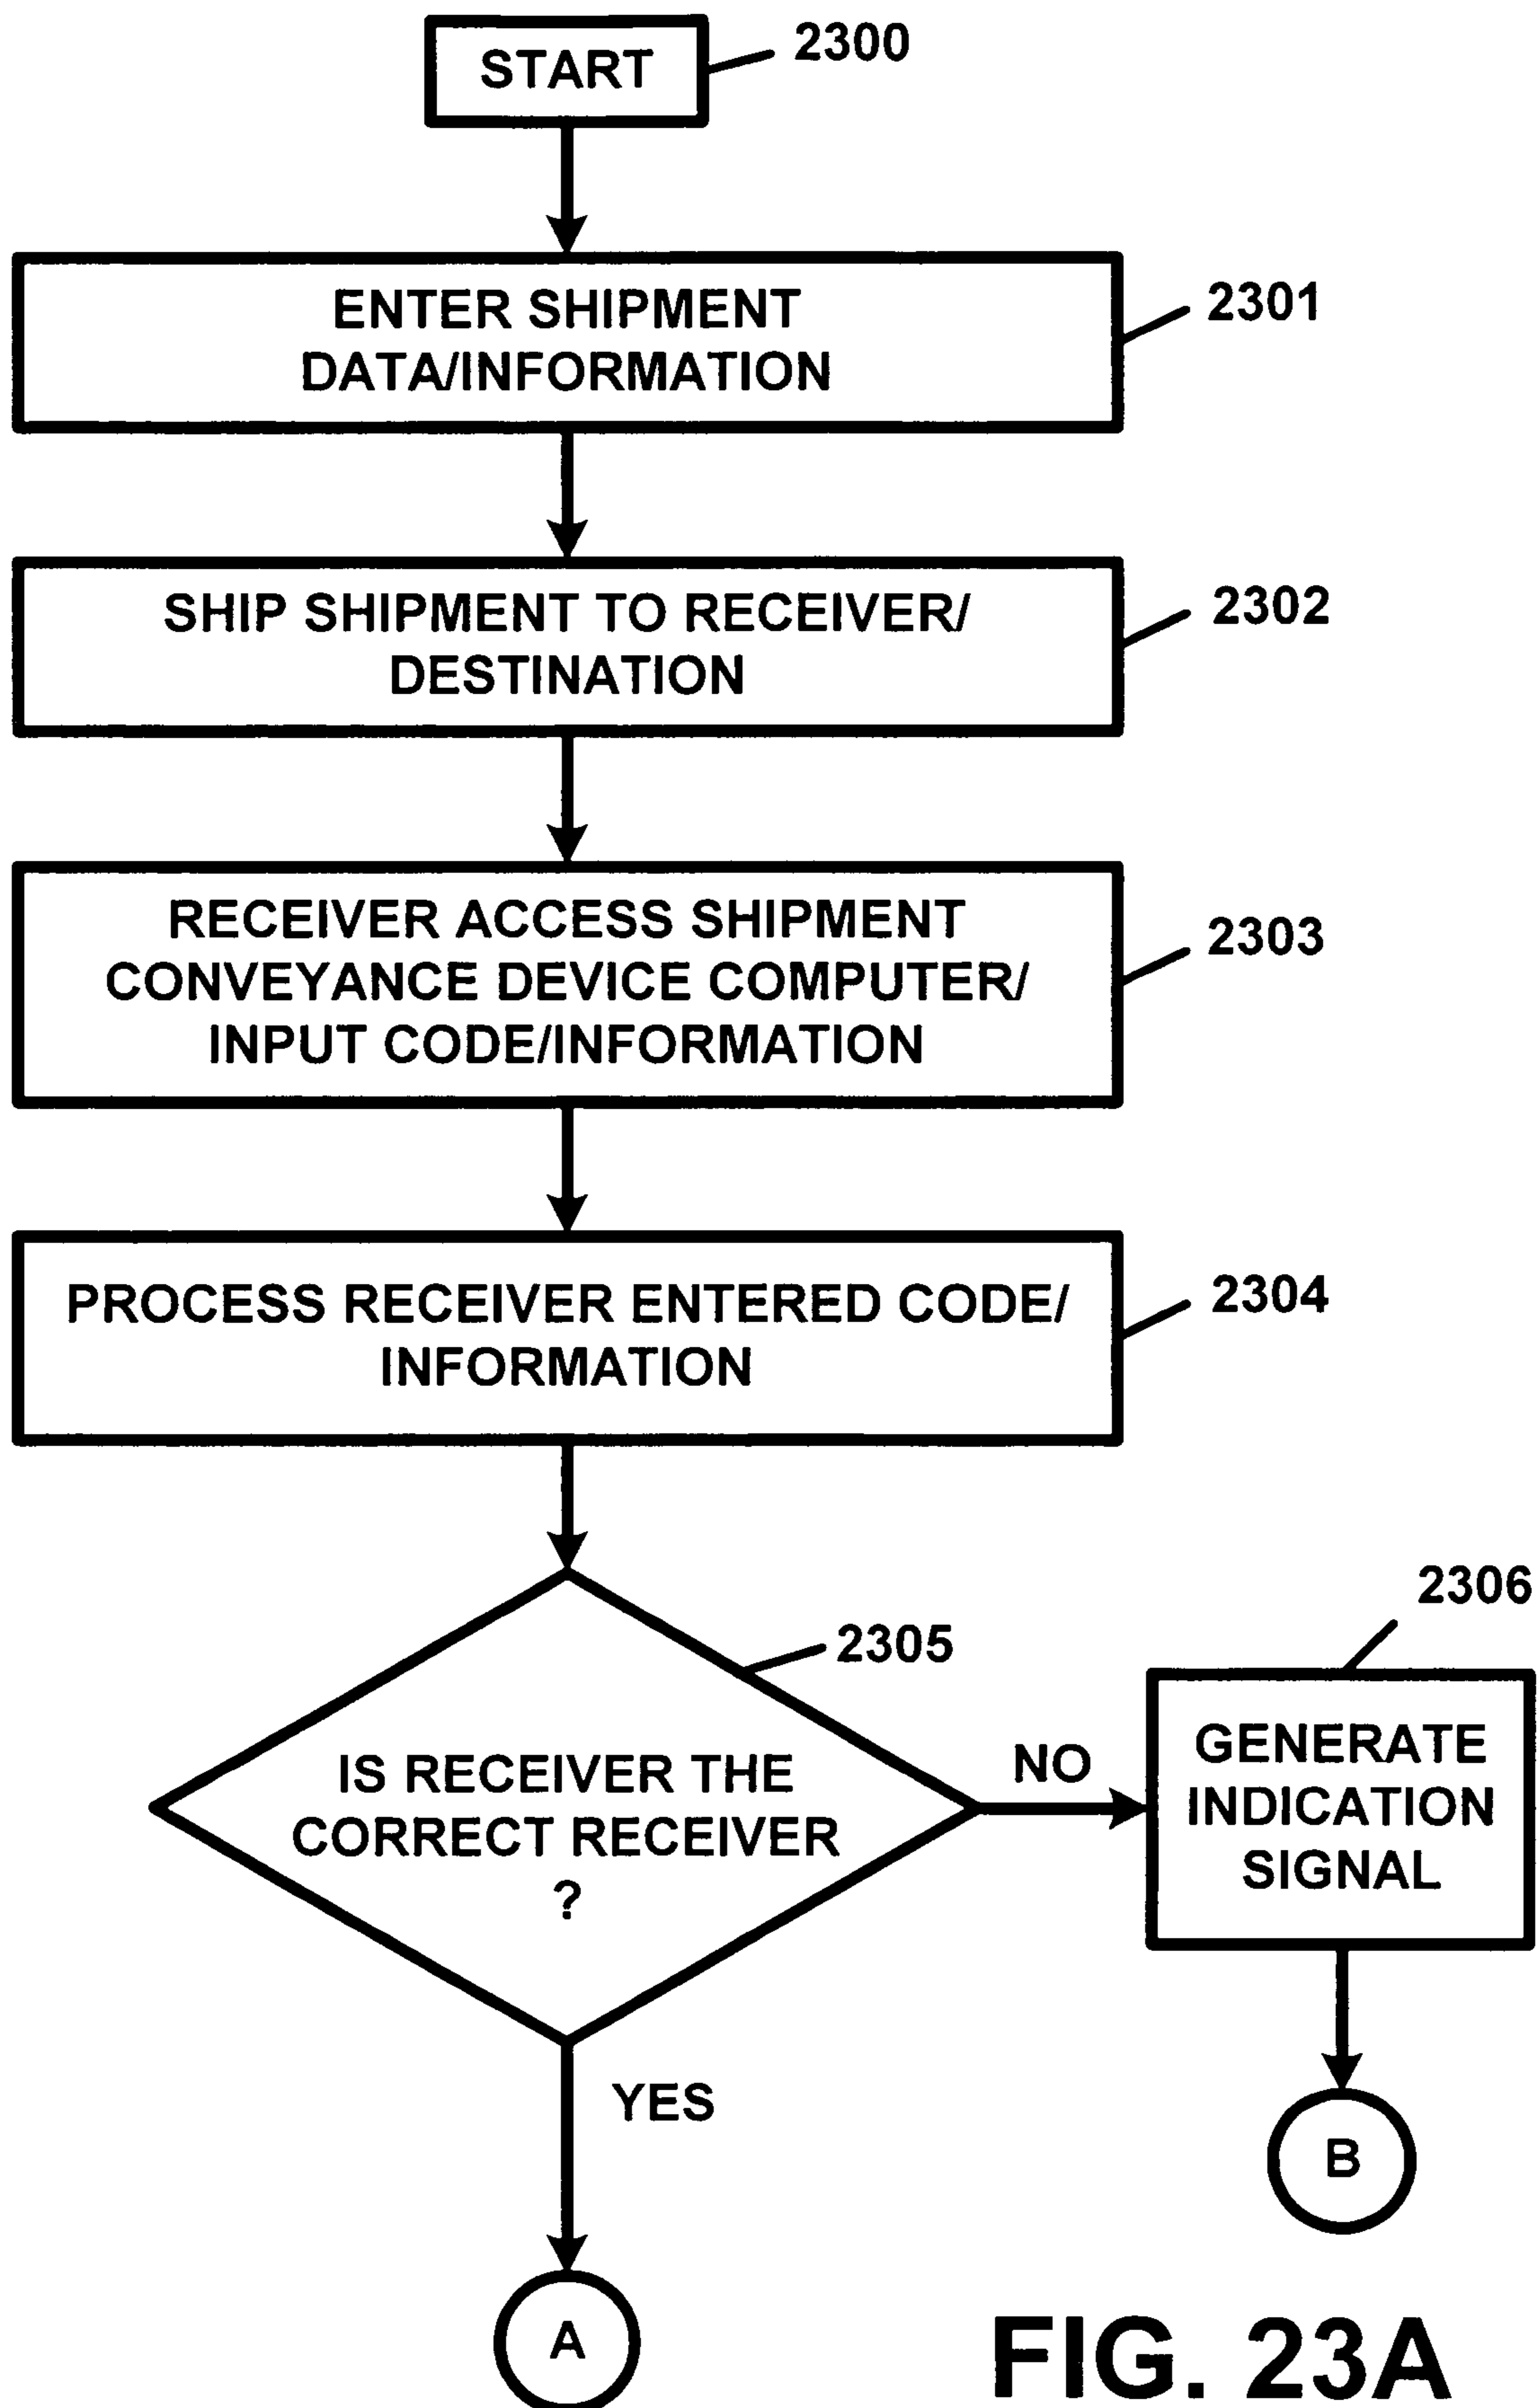 START
2300
ENTER SHIPMENT
DATA/INFORMATION
2301
SHIP SHIPMENT TO RECEIVER/
DESTINATION
2302
RECEIVER ACCESS SHIPMENT
CONVEYANCE DEVICE COMPUTER/
INPUT CODE/INFORMATION
2303
PROCESS RECEIVER ENTERED CODE/
INFORMATION
2304
2305
IS RECEIVER THE
CORRECT RECEIVER
?
NO
2306
GENERATE
INDICATION
SIGNAL
YES
B
A
FIG. 23A